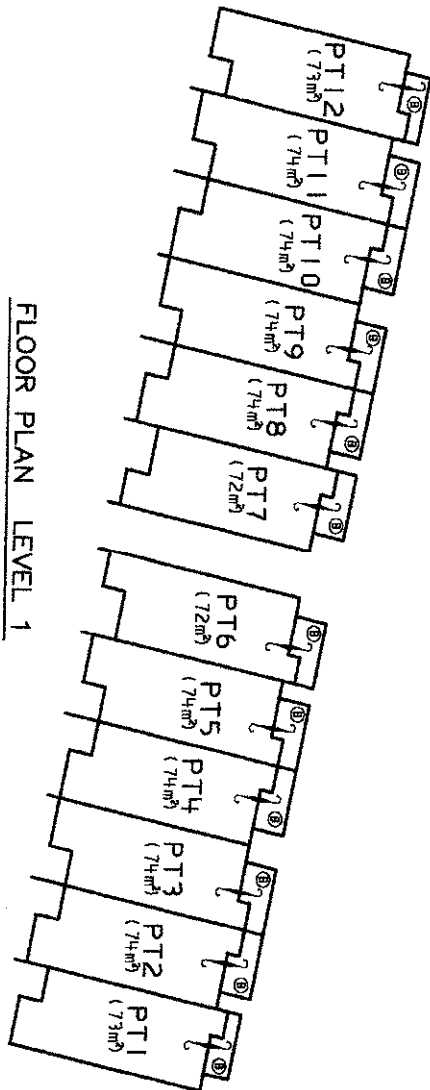 PT12
(73m²)
Ⓑ
PT11
(74m²)
Ⓑ
PT10
(74m²)
Ⓑ
PT9
(74m²)
Ⓑ
PT8
(74m²)
Ⓑ
PT7
(72m²)
Ⓑ
PT6
(72m²)
Ⓑ
PT5
(74m²)
Ⓑ
PT4
(74m²)
Ⓑ
PT3
(74m²)
Ⓑ
PT2
(74m²)
Ⓑ
PT1
(73m²)
Ⓑ
FLOOR PLAN LEVEL 1